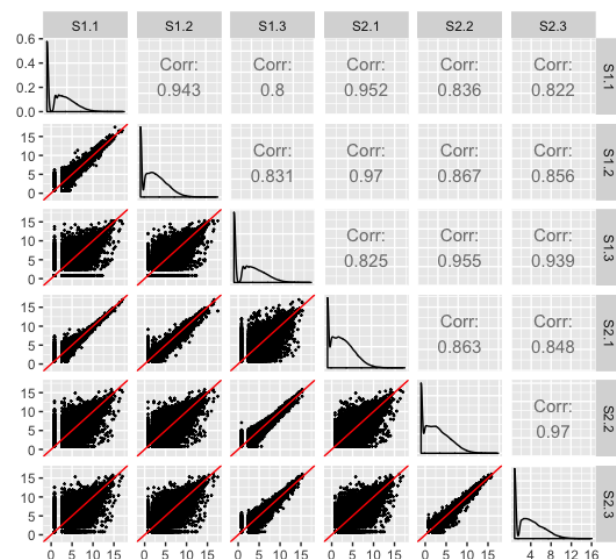 S1.1 S1.2 S1.3 S2.1 S2.2 S2.3
0.6
0.4
0.2
0.0
Corr:
0.943
Corr:
0.8
Corr:
0.952
Corr:
0.836
Corr:
0.822
S1.1
15
10
5
0
Corr:
0.831
Corr:
0.97
Corr:
0.867
Corr:
0.856
S1.2
15
10
5
0
Corr:
0.825
Corr:
0.955
Corr:
0.939
S1.3
15
10
5
0
Corr:
0.863
Corr:
0.848
S2.1
15
10
5
0
Corr:
0.97
S2.2
15
10
5
0
S2.3
0 5 10 15 0 5 10 15 0 5 10 15 0 5 10 15 0 5 10 15 4 8 12 16